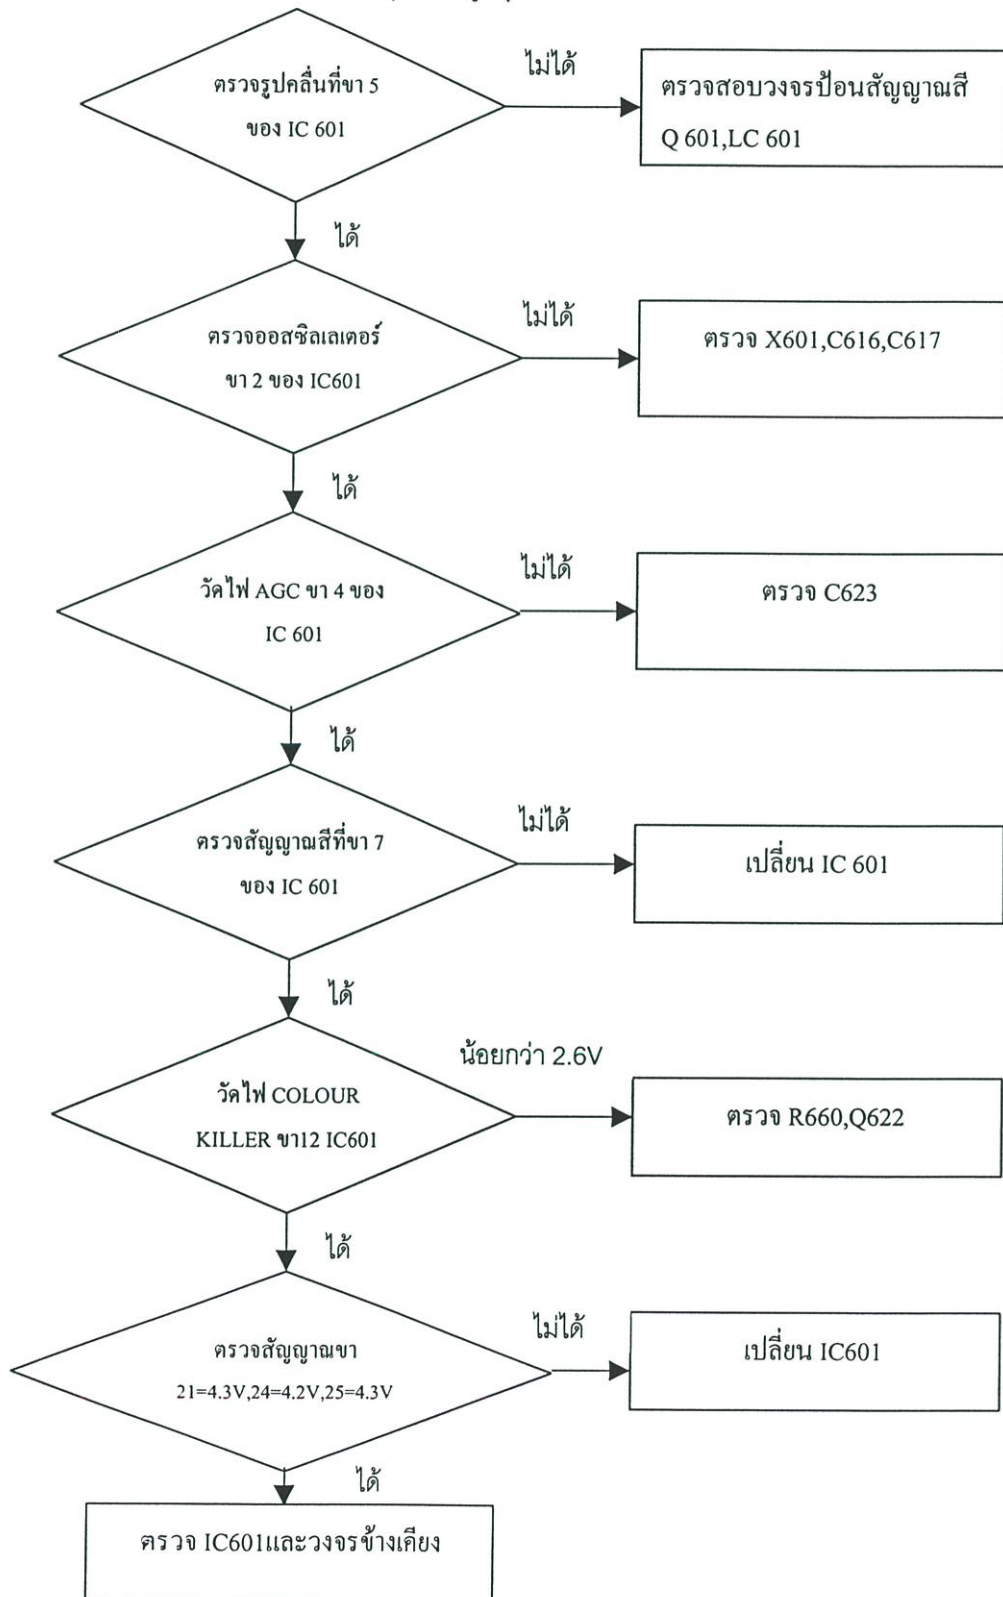 ตรวจรูปคลื่นที่ขา 5
ของ IC 601
ไม่ได้
ตรวจสอบวงจรป้อนสัญญาณสี
Q 601,LC 601
ได้
ตรวจออสซิลเลเตอร์
ขา 2 ของ IC601
ไม่ได้
ตรวจ X601,C616,C617
ได้
วัดไฟ AGC ขา 4 ของ
IC 601
ไม่ได้
ตรวจ C623
ได้
ตรวจสัญญาณสีที่ขา 7
ของ IC 601
ไม่ได้
เปลี่ยน IC 601
ได้
วัดไฟ COLOUR
KILLER ขา12 IC601
น้อยกว่า 2.6V
ตรวจ R660,Q622
ได้
ตรวจสัญญาณขา
21=4.3V,24=4.2V,25=4.3V
ไม่ได้
เปลี่ยน IC601
ได้
ตรวจ IC601และวงจรข้างเคียง